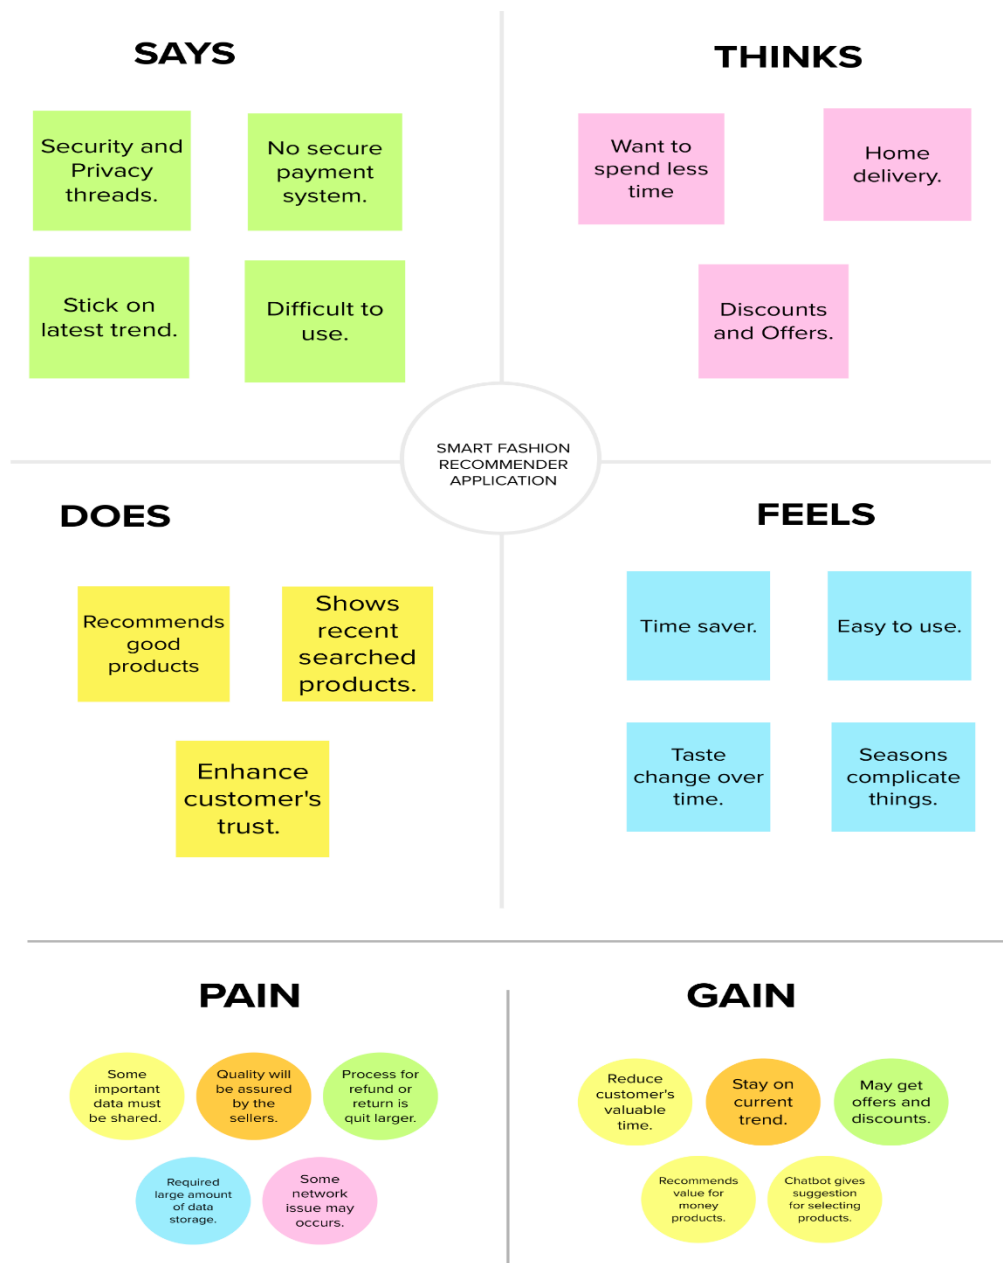 SAYS
Security and
Privacy
threads.
No secure
payment
system.
Stick on
latest trend.
Difficult to
use.
THINKS
Want to
spend less
time
Home
delivery.
Discounts
and Offers.
SMART FASHION
RECOMMENDER
APPLICATION
DOES
Recommends
good
products
Shows
recent
searched
products.
Enhance
customer's
trust.
FEELS
Time saver.
Easy to use.
Taste
change over
time.
Seasons
complicate
things.
PAIN
Some
important
data must
be shared.
Quality will
be assured
by the
sellers.
Process for
refund or
return is
quit larger.
Required
large amount
of data
storage.
Some
network
issue may
occurs.
GAIN
Reduce
customer's
valuable
time.
Stay on
current
trend.
May get
offers and
discounts.
Recommends
value for
money
products.
Chatbot gives
suggestion
for selecting
products.